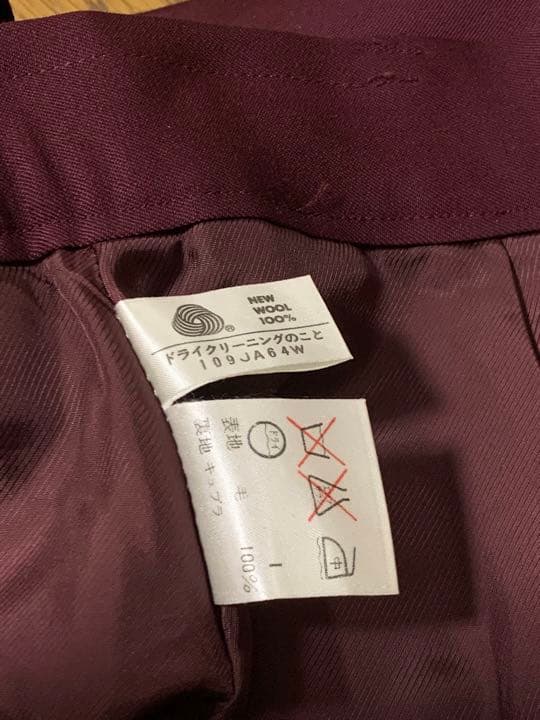 NEW
WOOL
100%
®
ドライクリーニングのこと
109JA64W
ドライ
中
表地 毛 100%
裏地 キュプラ